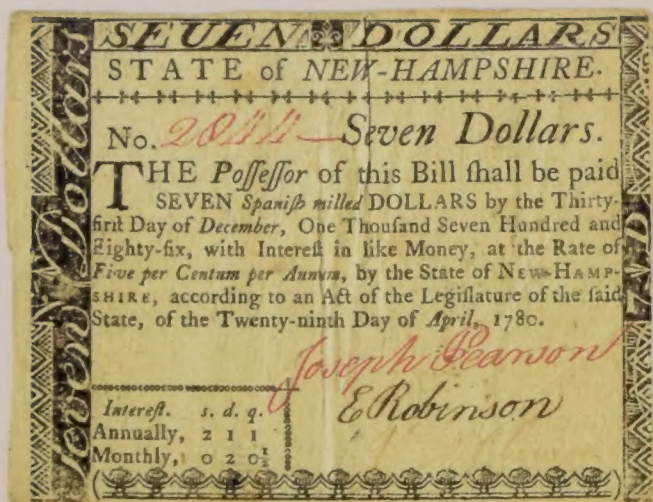 SEVEN DOLLARS
STATE of NEW-HAMPSHIRE.
No. 2844 Seven Dollars.
THE Poſſeſſor of this Bill ſhall be paid
SEVEN Spaniſh milled DOLLARS by the Thirty-
firſt Day of December, One Thouſand Seven Hundred and
Eighty-ſix, with Intereſt in like Money, at the Rate of
Five per Centum per Annum, by the State of NEW-HAMP-
SHIRE, according to an Act of the Legiſlature of the ſaid
State, of the Twenty-ninth Day of April, 1780.
Joseph Pearson
E Robinson
Intereſt. s. d. q.
Annually, 2 1 1
Monthly, 0 2 0½
Seven Dollars